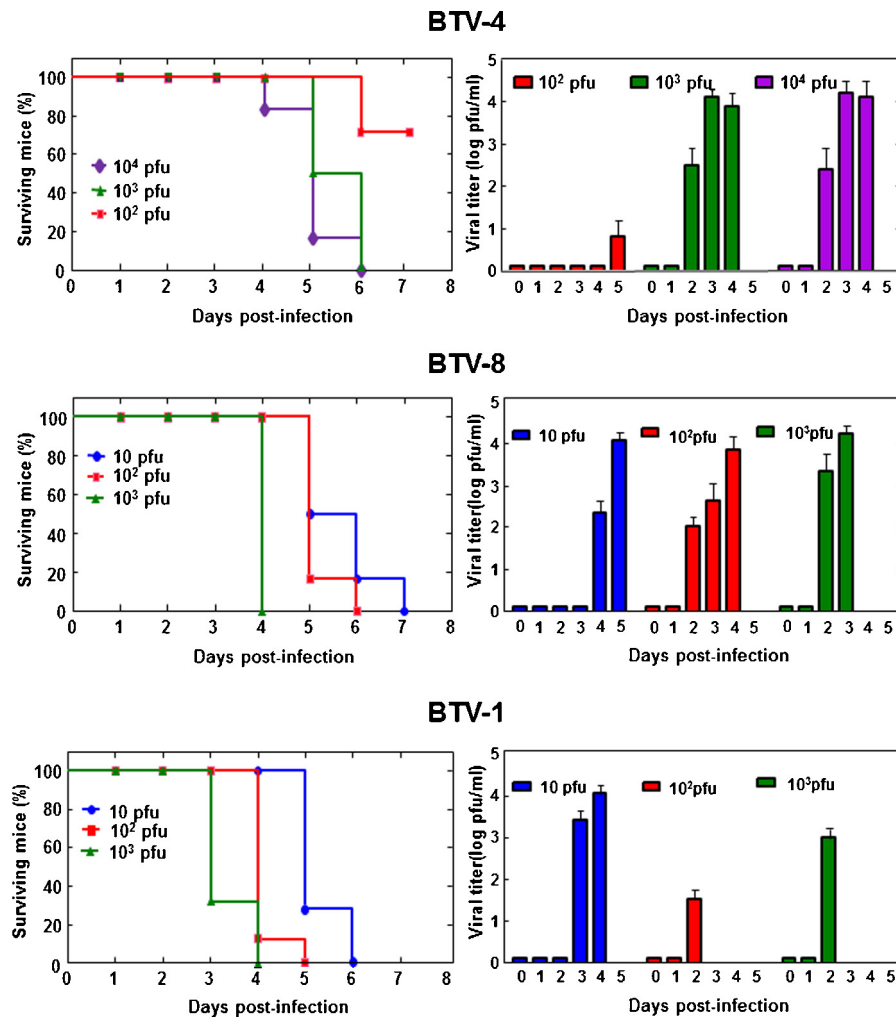 BTV-4
Surviving mice (%)
100
80
60
40
20
0
10⁴ pfu
10³ pfu
10² pfu
0 1 2 3 4 5 6 7 8
Days post-infection
Viral titer (log pfu/ml)
5
4
3
2
1
0
10² pfu 10³ pfu 10⁴ pfu
0 1 2 3 4 5 0 1 2 3 4 5 0 1 2 3 4 5
Days post-infection
BTV-8
Surviving mice (%)
100
80
60
40
20
0
10 pfu
10² pfu
10³ pfu
0 1 2 3 4 5 6 7 8
Days post-infection
Viral titer(log pfu/ml)
5
4
3
2
1
0
10 pfu 10²pfu 10³pfu
0 1 2 3 4 5 0 1 2 3 4 5 0 1 2 3 4 5
Days post-infection
BTV-1
Surviving mice (%)
100
80
60
40
20
0
10 pfu
10² pfu
10³ pfu
0 1 2 3 4 5 6 7 8
Days post-infection
Viral titer(log pfu/ml)
5
4
3
2
1
0
10 pfu 10²pfu 10³pfu
0 1 2 3 4 5 0 1 2 3 4 5 0 1 2 3 4 5
Days post-infection